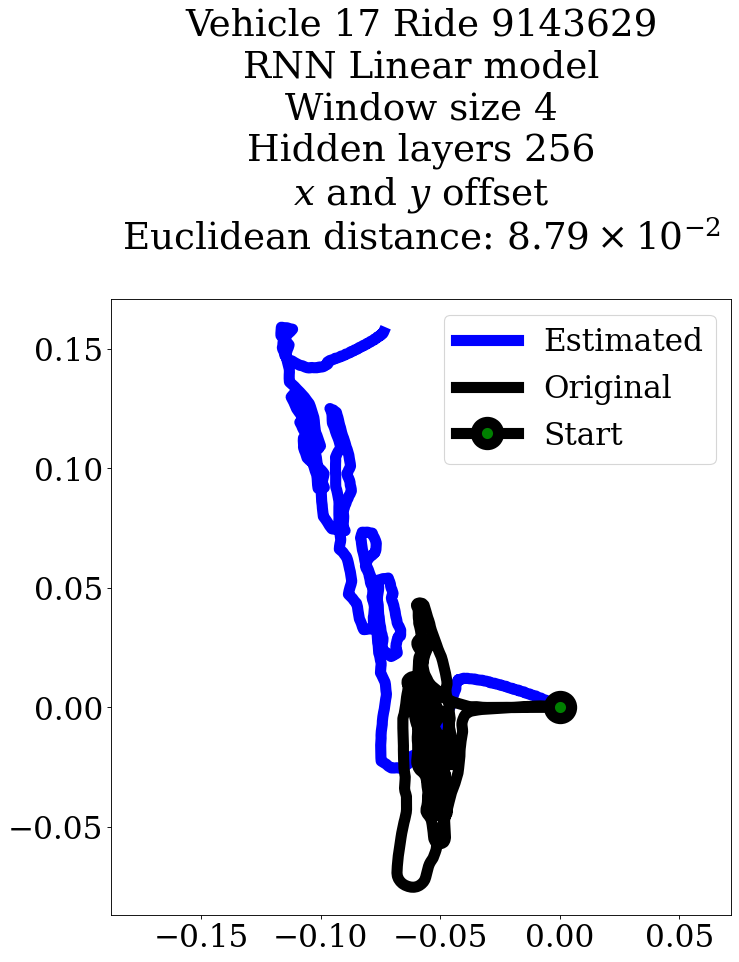 Vehicle 17 Ride 9143629
RNN Linear model
Window size 4
Hidden layers 256
x and y offset
Euclidean distance: 8.79 × 10⁻²
Estimated
Original
Start
0.15
0.10
0.05
0.00
−0.05
−0.15 −0.10 −0.05 0.00 0.05